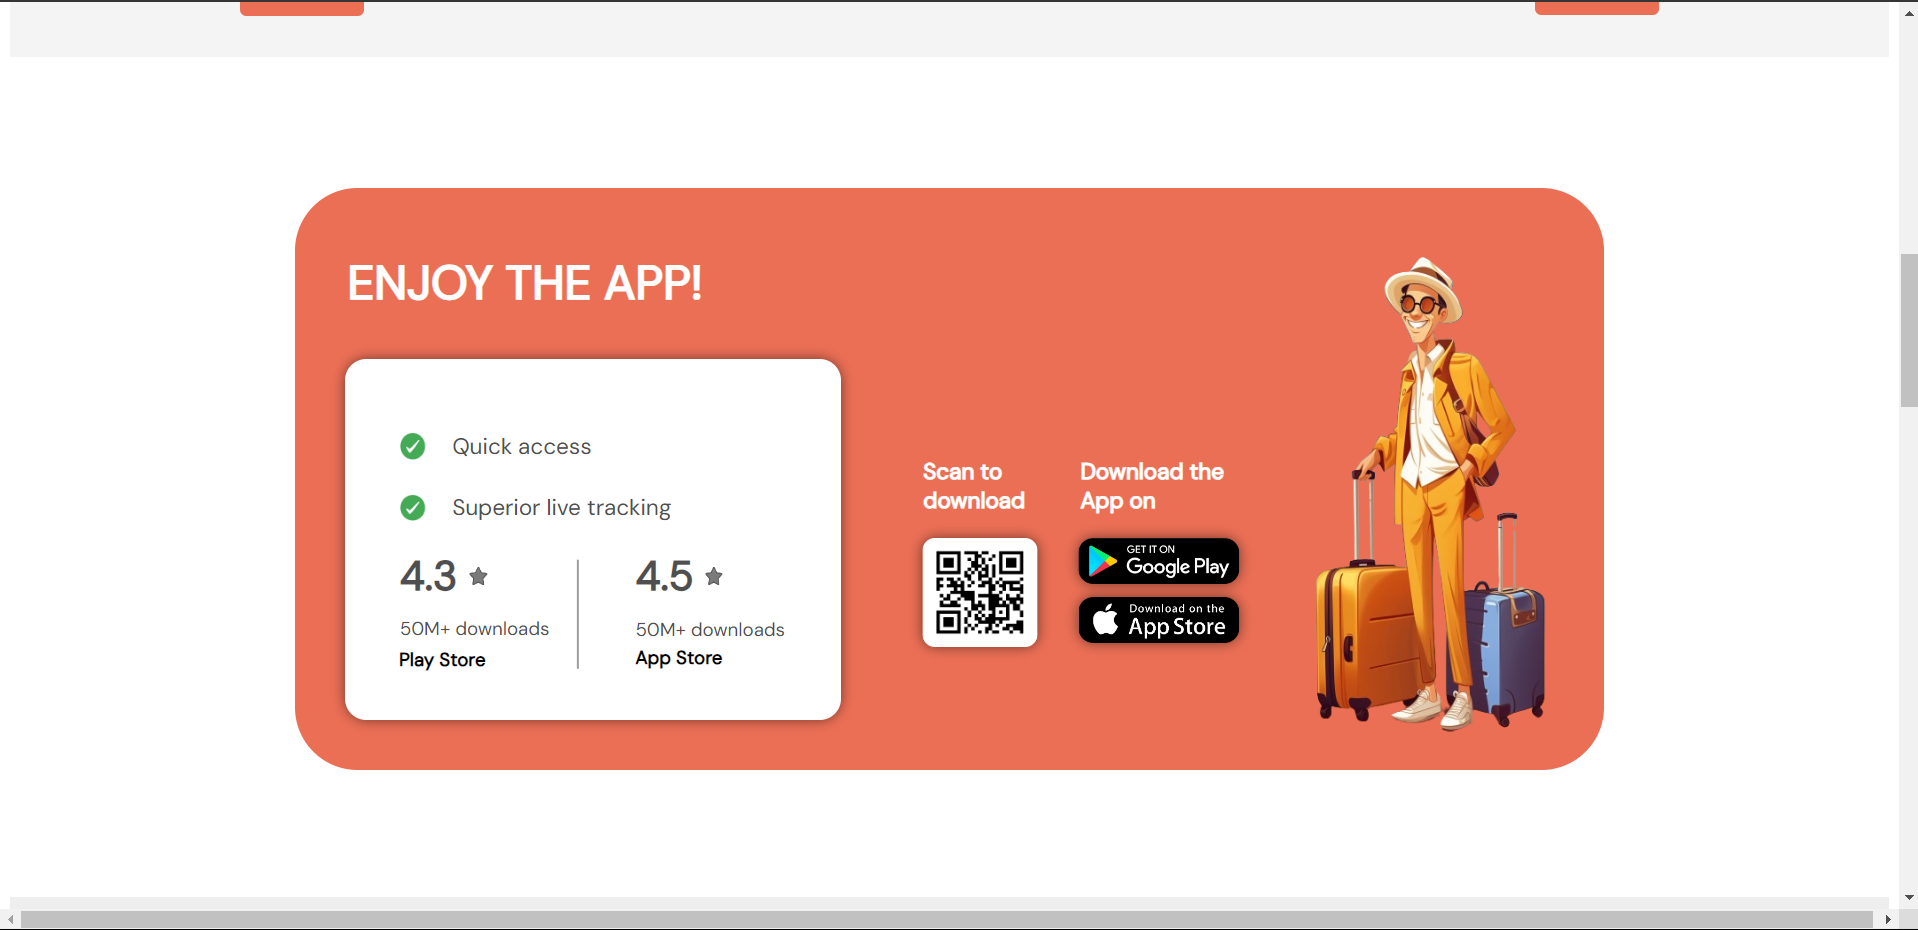 ENJOY THE APP!
Quick access
Superior live tracking
4.3
50M+ downloads
Play Store
4.5
50M+ downloads
App Store
Scan to
download
Download the
App on
GET IT ON
Google Play
Download on the
App Store